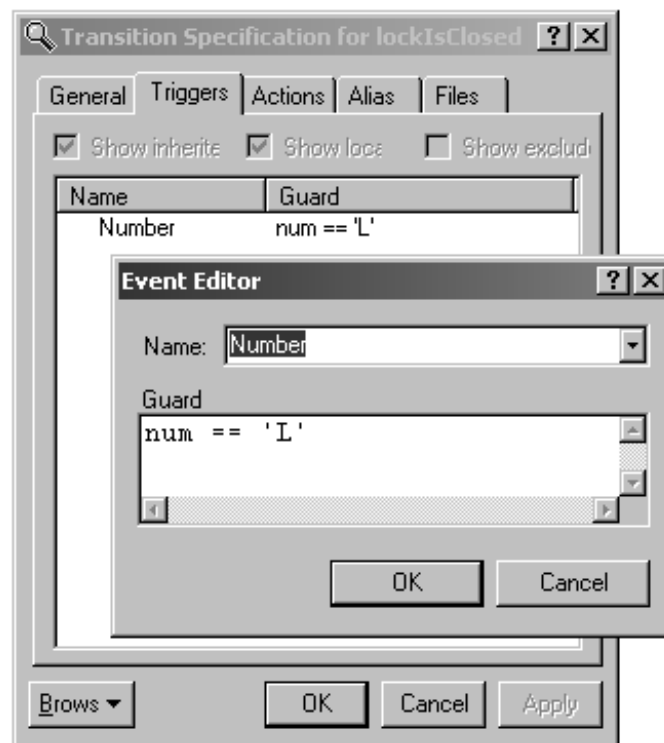 Transition Specification for lockIsClosed ? X
General Triggers Actions Alias Files
Show inherite Show loca Show exclud
Name Guard
Number num == 'L'
Event Editor ? X
Name: Number
Guard
num == 'L'
OK Cancel
Brows OK Cancel Apply